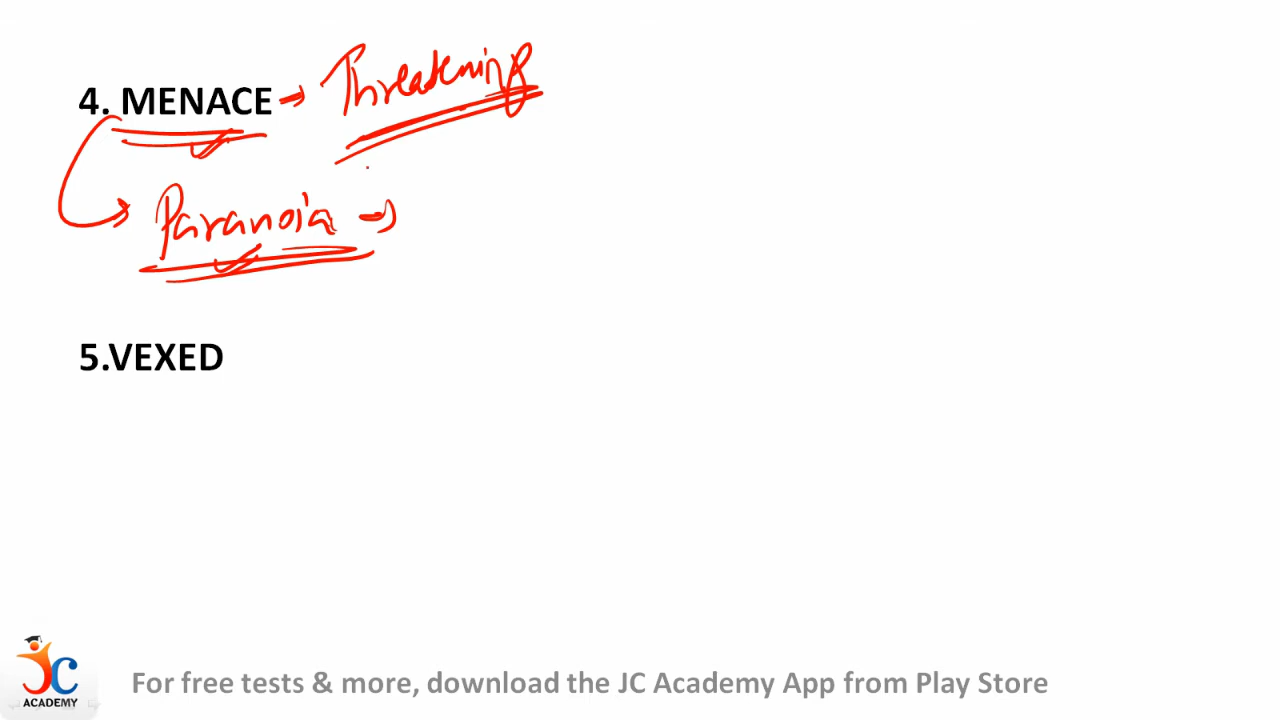 4. MENACE → Threatening
Paranoia →
5.VEXED
JC
ACADEMY
For free tests & more, download the JC Academy App from Play Store